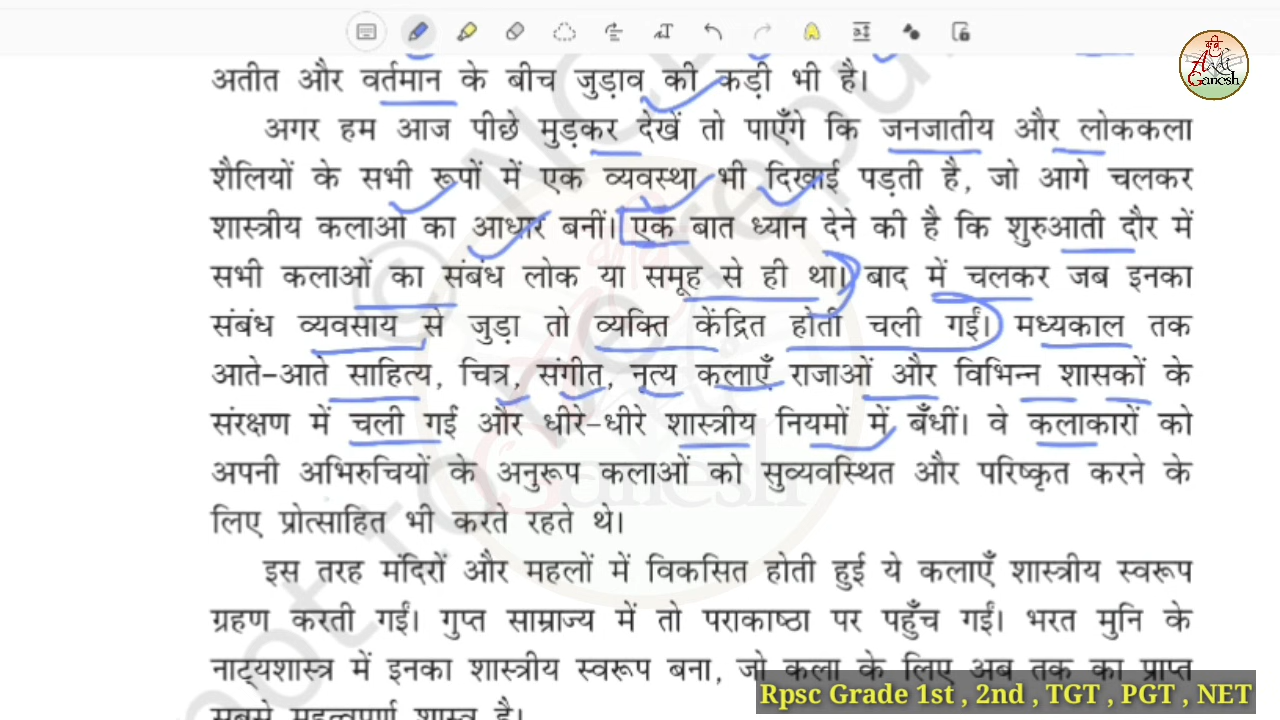 अतीत और वर्तमान के बीच जुड़ाव की कड़ी भी है।
अगर हम आज पीछे मुड़कर देखें तो पाएँगे कि जनजातीय और लोककला
शैलियों के सभी रूपों में एक व्यवस्था भी दिखाई पड़ती है, जो आगे चलकर
शास्त्रीय कलाओं का आधार बनीं। एक बात ध्यान देने की है कि शुरुआती दौर में
सभी कलाओं का संबंध लोक या समूह से ही था। बाद में चलकर जब इनका
संबंध व्यवसाय से जुड़ा तो व्यक्ति केंद्रित होती चली गईं। मध्यकाल तक
आते-आते साहित्य, चित्र, संगीत, नृत्य कलाएँ राजाओं और विभिन्न शासकों के
संरक्षण में चली गईं और धीरे-धीरे शास्त्रीय नियमों में बँधीं। वे कलाकारों को
अपनी अभिरुचियों के अनुरूप कलाओं को सुव्यवस्थित और परिष्कृत करने के
लिए प्रोत्साहित भी करते रहते थे।
इस तरह मंदिरों और महलों में विकसित होती हुई ये कलाएँ शास्त्रीय स्वरूप
ग्रहण करती गईं। गुप्त साम्राज्य में तो पराकाष्ठा पर पहुँच गईं। भरत मुनि के
नाट्यशास्त्र में इनका शास्त्रीय स्वरूप बना, जो कला के लिए अब तक का प्राप्त
सबसे महत्वपूर्ण शास्त्र है।
Rpsc Grade 1st , 2nd , TGT , PGT , NET
Ganesh